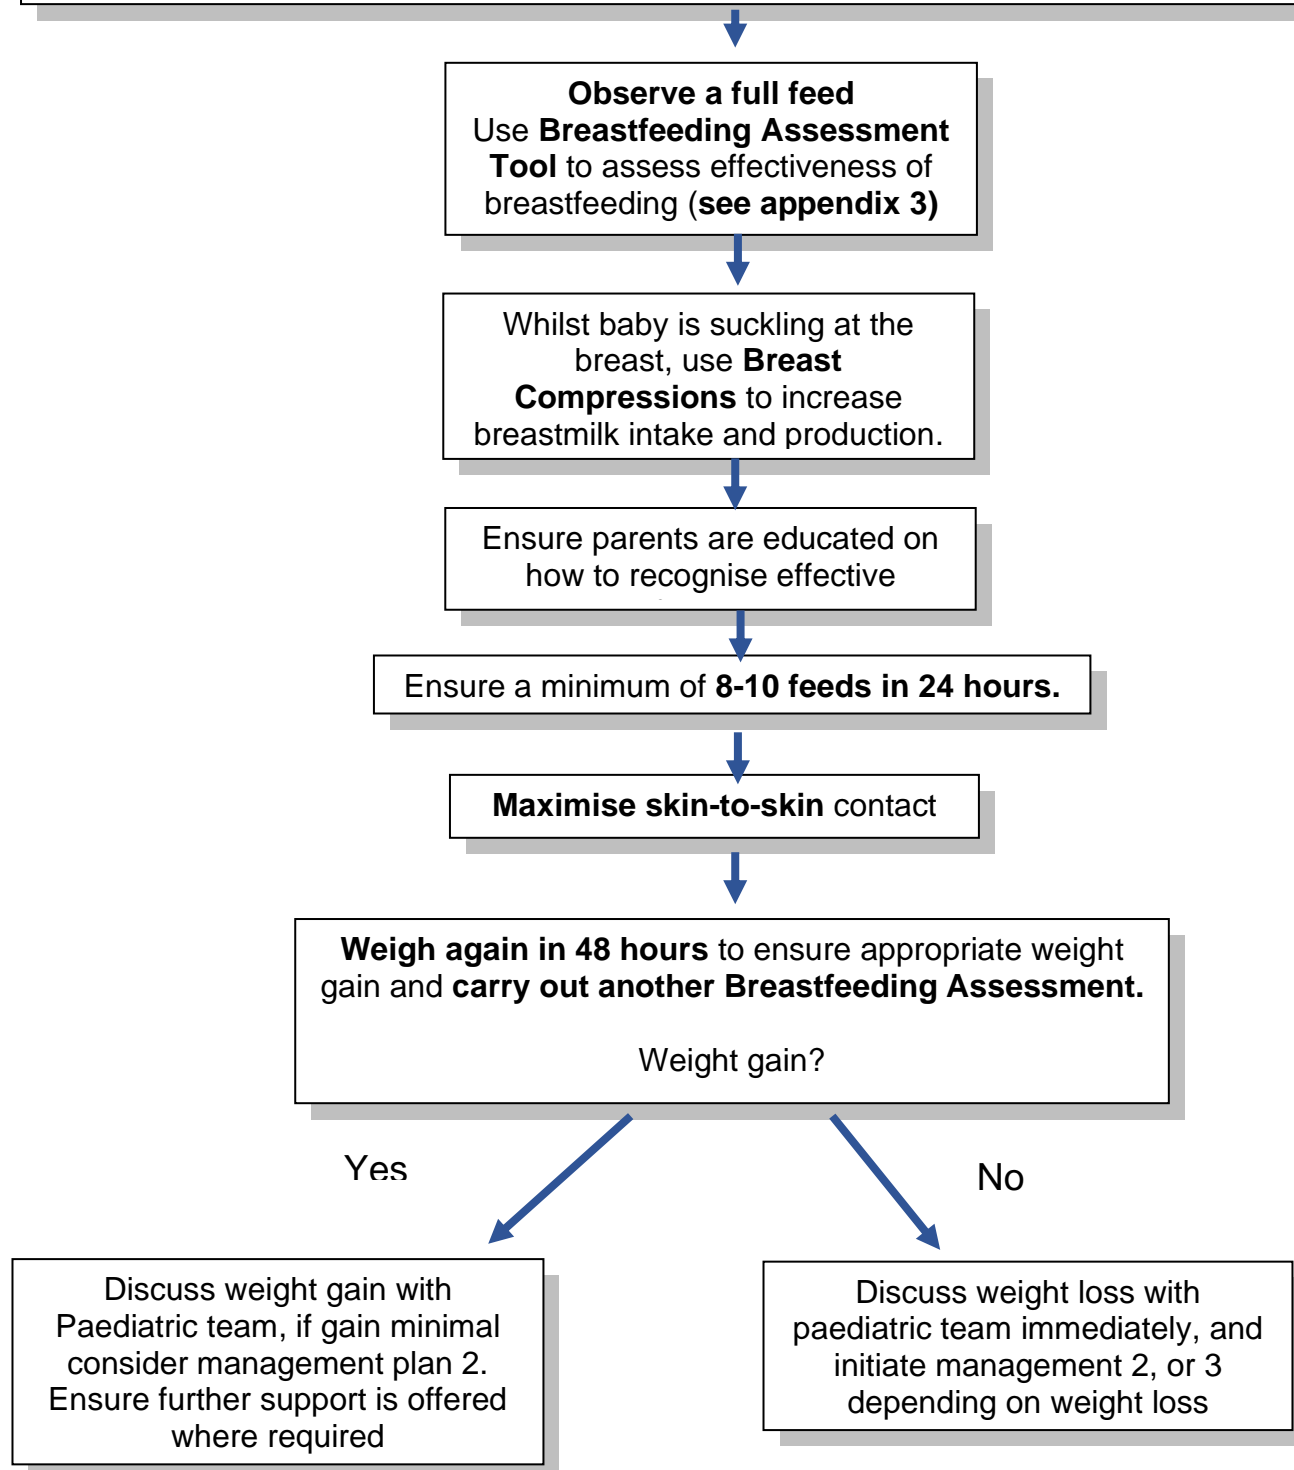 Observe a full feed
Use Breastfeeding Assessment
Tool to assess effectiveness of
breastfeeding (see appendix 3)
Whilst baby is suckling at the
breast, use Breast
Compressions to increase
breastmilk intake and production.
Ensure parents are educated on
how to recognise effective
Ensure a minimum of 8-10 feeds in 24 hours.
Maximise skin-to-skin contact
Weigh again in 48 hours to ensure appropriate weight
gain and carry out another Breastfeeding Assessment.
Weight gain?
Yes
No
Discuss weight gain with
Paediatric team, if gain minimal
consider management plan 2.
Ensure further support is offered
where required
Discuss weight loss with
paediatric team immediately, and
initiate management 2, or 3
depending on weight loss